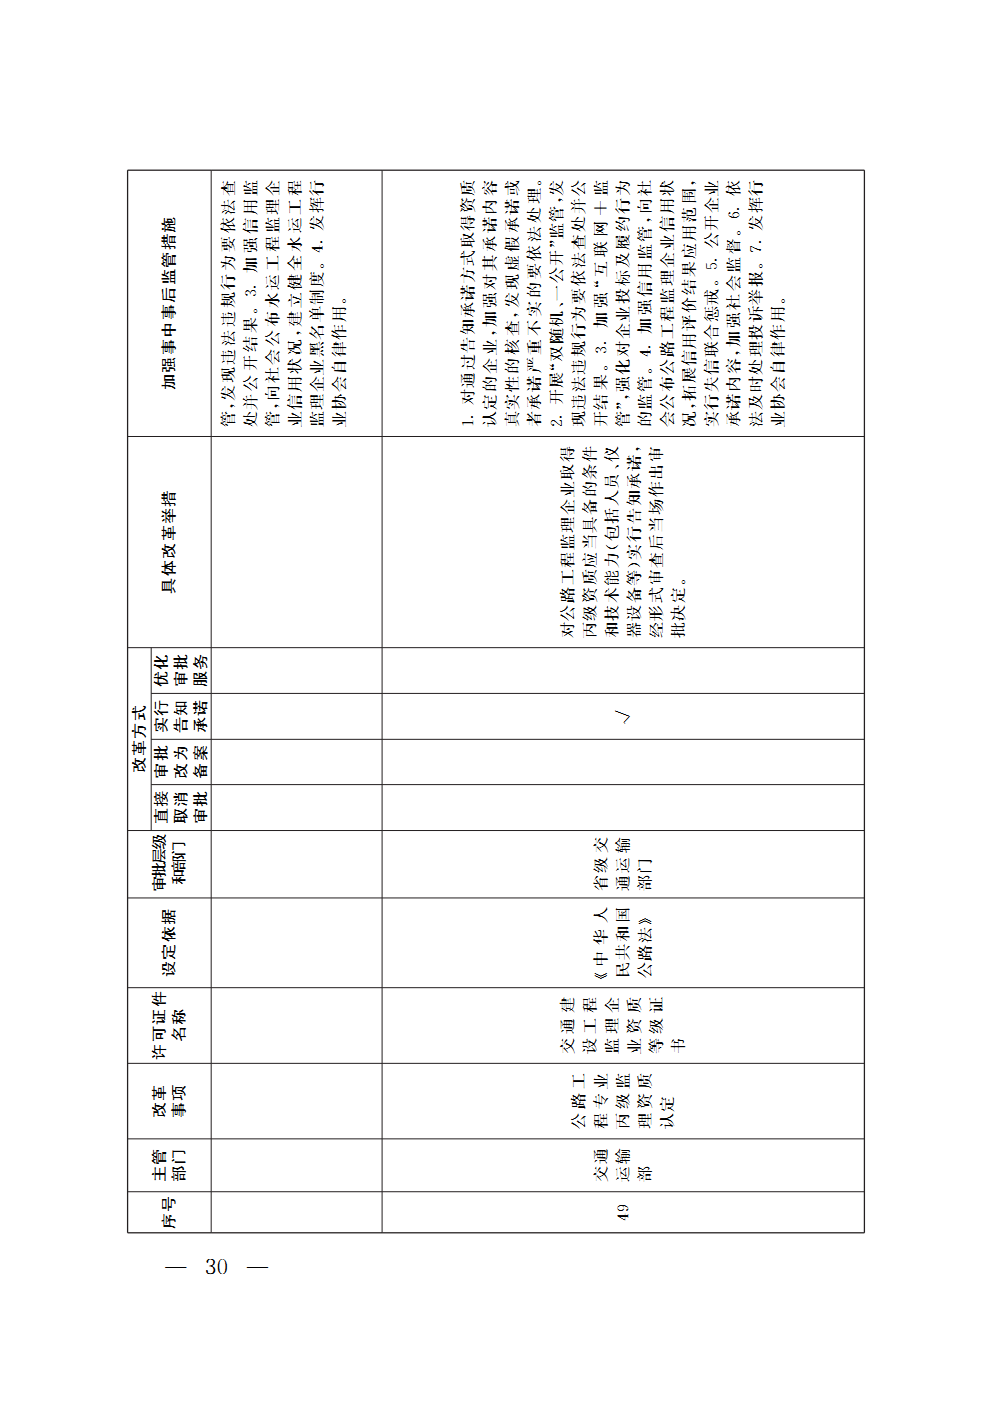 序号
主管
部门
改革
事项
许可证件
名称
设定依据
审批层级
和部门
改革方式
直接
取消
审批
审批
改为
备案
实行
告知
承诺
优化
审批
服务
具体改革举措
加强事中事后监管措施
管,发现违法违规行为要依法查
处并公开结果。3. 加强信用监
管,向社会公布水运工程监理企
业信用状况,建立健全水运工程
监理企业黑名单制度。4. 发挥行
业协会自律作用。
49
交通
运输
部
公路工
程专业
丙级监
理资质
认定
交通建
设工程
监理企
业资质
等级证
书
《中华人
民共和国
公路法》
省级交
通运输
部门
√
对公路工程监理企业取得
丙级资质应当具备的条件
和技术能力(包括人员、仪
器设备等)实行告知承诺,
经形式审查后当场作出审
批决定。
1. 对通过告知承诺方式取得资质
认定的企业,加强对其承诺内容
真实性的核查,发现虚假承诺或
者承诺严重不实的要依法处理。
2. 开展“双随机、一公开”监管,发
现违法违规行为要依法查处并公
开结果。3. 加强“互联网＋监
管”,强化对企业投标及履约行为
的监管。4. 加强信用监管,向社
会公布公路工程监理企业信用状
况,拓展信用评价结果应用范围,
实行失信联合惩戒。5. 公开企业
承诺内容,加强社会监督。6. 依
法及时处理投诉举报。7. 发挥行
业协会自律作用。
— 30 —